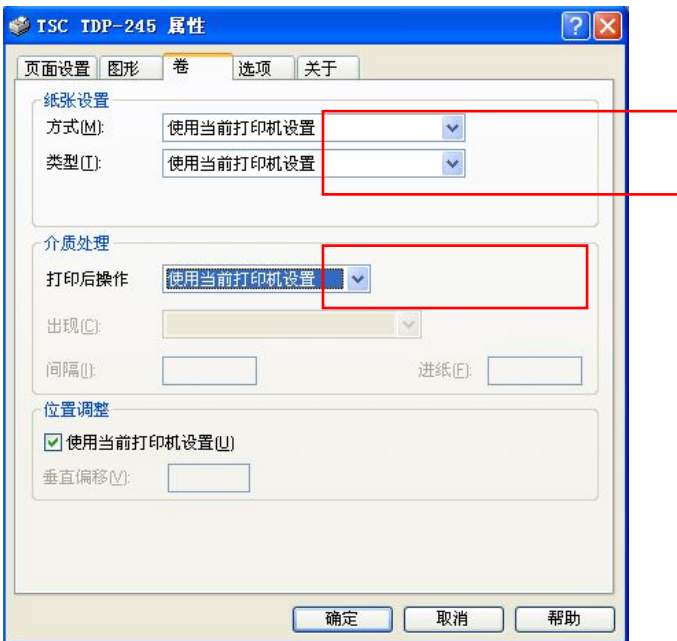 TSC TDP-245 属性
页面设置 图形 卷 选项 关于
纸张设置
方式(M): 使用当前打印机设置
类型(T): 使用当前打印机设置
介质处理
打印后操作 使用当前打印机设置
出现(C):
间隔(I): 进纸(F):
位置调整
使用当前打印机设置(U)
垂直偏移(V):
确定 取消 帮助